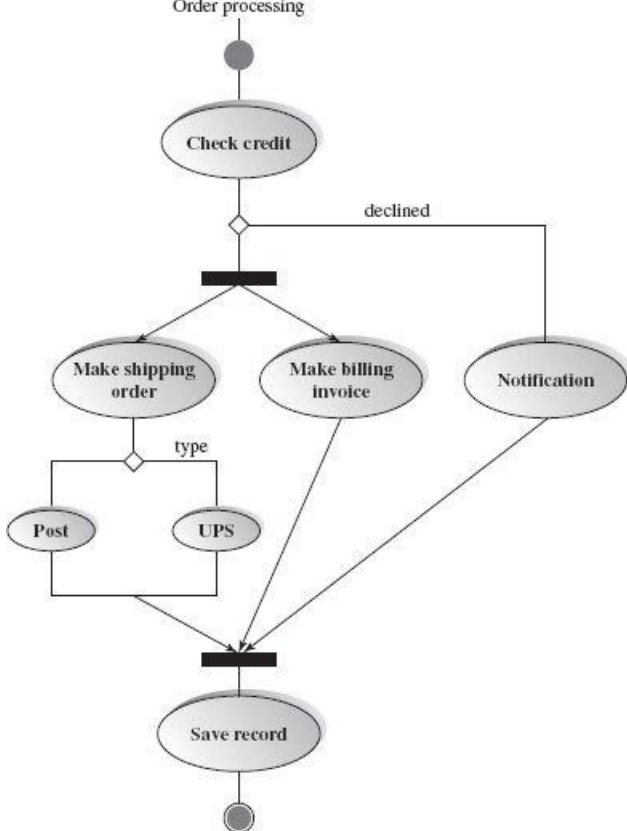 Order processing
Check credit
declined
Make shipping
order
Make billing
invoice
Notification
type
Post
UPS
Save record